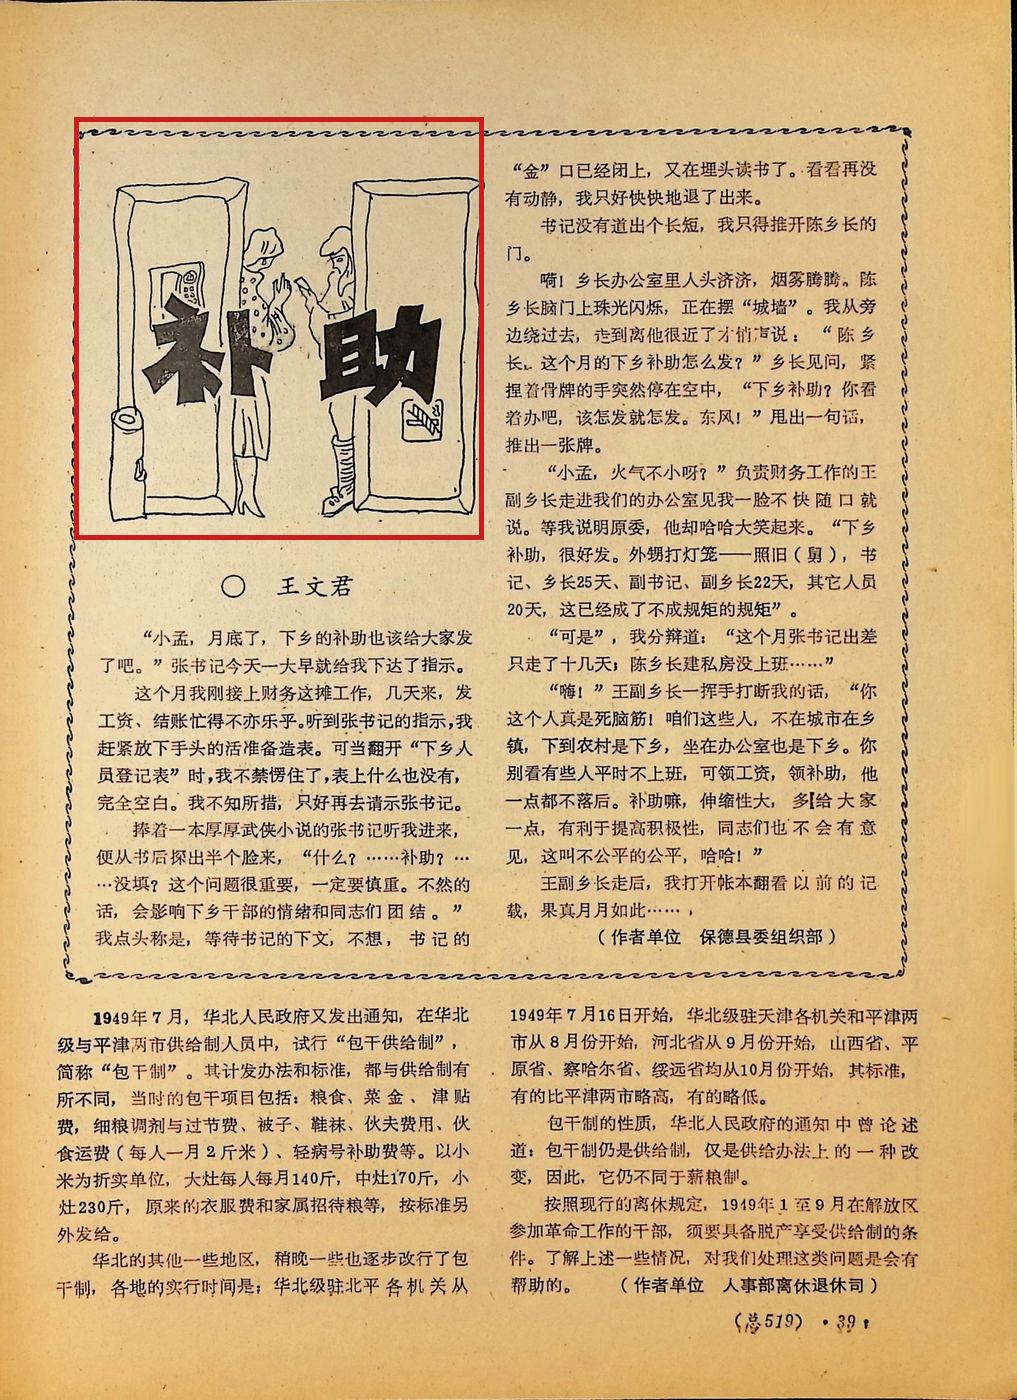 补助
○ 王文君
“小孟，月底了，下乡的补助也该给大家发
了吧。”张书记今天一大早就给我下达了指示。
这个月我刚接上财务这摊工作，几天来，发
工资、结账忙得不亦乐乎。听到张书记的指示，我
赶紧放下手头的活准备造表。可当翻开“下乡人
员登记表”时，我不禁愣住了，表上什么也没有，
完全空白。我不知所措，只好再去请示张书记。
捧着一本厚厚武侠小说的张书记听我进来，
便从书后探出半个脸来，“什么？……补助？…
…没填？这个问题很重要，一定要慎重。不然的
话，会影响下乡干部的情绪和同志们团结。”
我点头称是，等待书记的下文，不想，书记的
“金”口已经闭上，又在埋头读书了。看看再没
有动静，我只好怏怏地退了出来。
书记没有道出个长短，我只得推开陈乡长的
门。
嗬！乡长办公室里人头济济，烟雾腾腾。陈
乡长脑门上珠光闪烁，正在摆“城墙”。我从旁
边绕过去，走到离他很近了才悄声说：“陈乡
长、这个月的下乡补助怎么发？”乡长见问，紧
捏着骨牌的手突然停在空中，“下乡补助？你看
着办吧，该怎发就怎发。东风！”甩出一句话，
推出一张牌。
“小孟，火气不小呀？”负责财务工作的王
副乡长走进我们的办公室见我一脸不快随口就
说。等我说明原委，他却哈哈大笑起来。“下乡
补助，很好发。外甥打灯笼——照旧（舅），书
记、乡长25天、副书记、副乡长22天，其它人员
20天，这已经成了不成规矩的规矩”。
“可是”，我分辩道：“这个月张书记出差
只走了十几天；陈乡长建私房没上班……”
“嗨！”王副乡长一挥手打断我的话，“你
这个人真是死脑筋！咱们这些人，不在城市在乡
镇，下到农村是下乡，坐在办公室也是下乡。你
别看有些人平时不上班，可领工资，领补助，他
一点都不落后。补助嘛，伸缩性大，多给大家
一点，有利于提高积极性，同志们也不会有意
见，这叫不公平的公平，哈哈！”
王副乡长走后，我打开帐本翻看以前的记
载，果真月月如此……，
（作者单位 保德县委组织部）
1949年7月，华北人民政府又发出通知，在华北
级与平津两市供给制人员中，试行“包干供给制”，
简称“包干制”。其计发办法和标准，都与供给制有
所不同，当时的包干项目包括：粮食、菜金、津贴
费，细粮调剂与过节费、被子、鞋袜、伙夫费用、伙
食运费（每人一月2斤米）、轻病号补助费等。以小
米为折实单位，大灶每人每月140斤，中灶170斤，小
灶230斤，原来的衣服费和家属招待粮等，按标准另
外发给。
华北的其他一些地区，稍晚一些也逐步改行了包
干制，各地的实行时间是；华北级驻北平各机关从
1949年7月16日开始，华北级驻天津各机关和平津两
市从8月份开始，河北省从9月份开始，山西省、平
原省、察哈尔省、绥远省均从10月份开始，其标准，
有的比平津两市略高，有的略低。
包干制的性质，华北人民政府的通知中曾论述
道：包干制仍是供给制，仅是供给办法上的一种改
变，因此，它仍不同于薪粮制。
按照现行的离休规定，1949年1至9月在解放区
参加革命工作的干部，须要具备脱产享受供给制的条
件。了解上述一些情况，对我们处理这类问题是会有
帮助的。 （作者单位 人事部离休退休司）
（总519）·39·